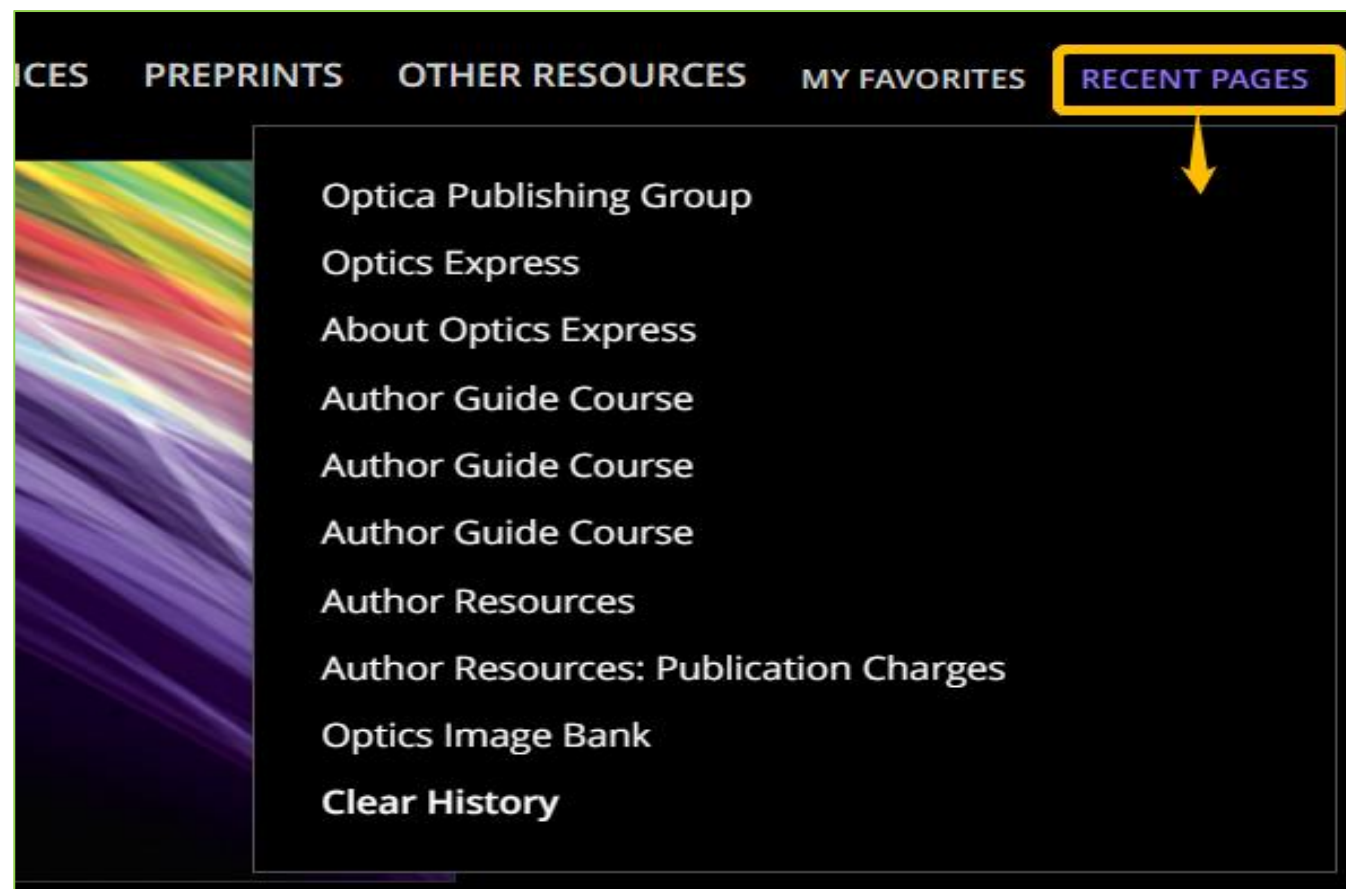 ICES PREPRINTS OTHER RESOURCES MY FAVORITES RECENT PAGES
Optica Publishing Group
Optics Express
About Optics Express
Author Guide Course
Author Guide Course
Author Guide Course
Author Resources
Author Resources: Publication Charges
Optics Image Bank
Clear History